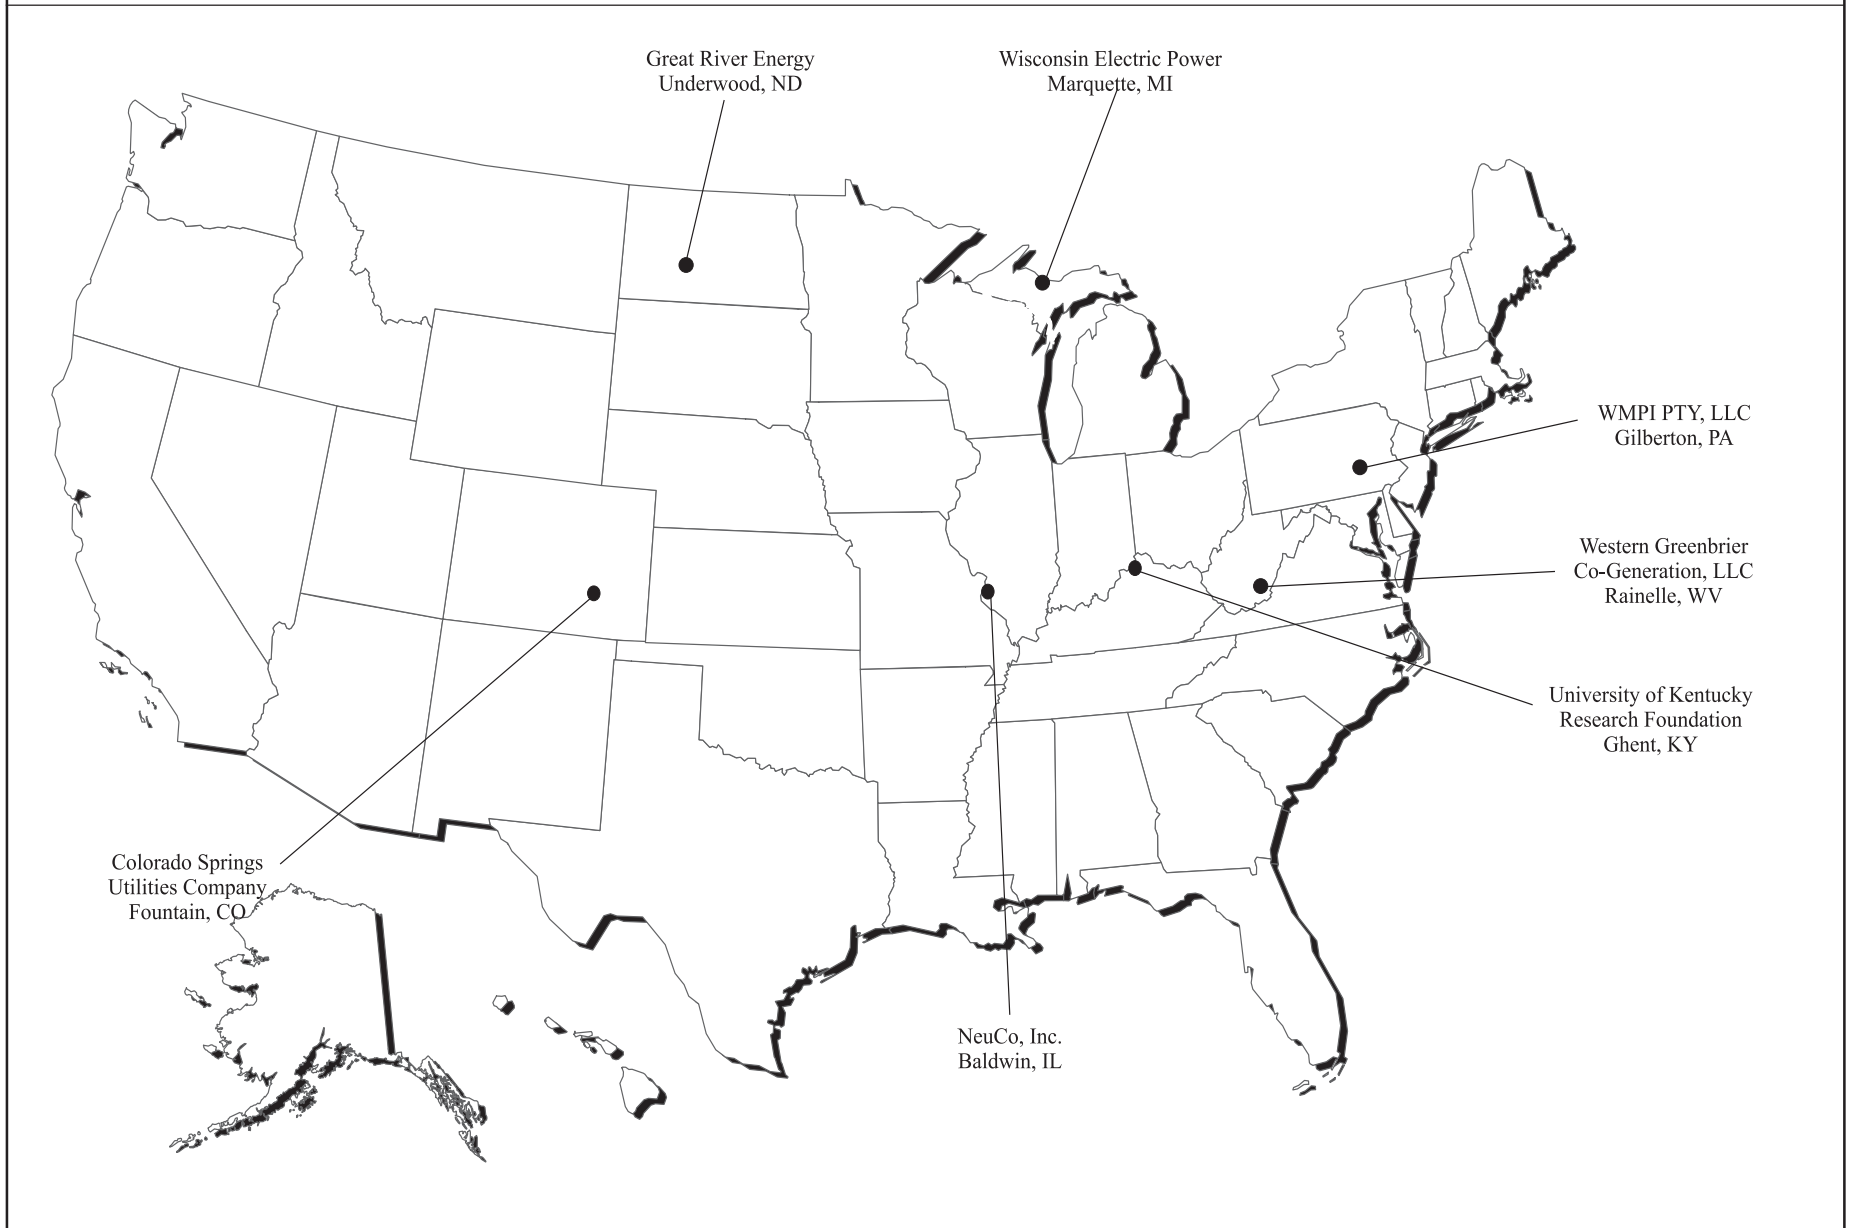 Great River Energy
Underwood, ND
Wisconsin Electric Power
Marquette, MI
WMPI PTY, LLC
Gilberton, PA
Western Greenbrier
Co-Generation, LLC
Rainelle, WV
University of Kentucky
Research Foundation
Ghent, KY
Colorado Springs
Utilities Company
Fountain, CO
NeuCo, Inc.
Baldwin, IL